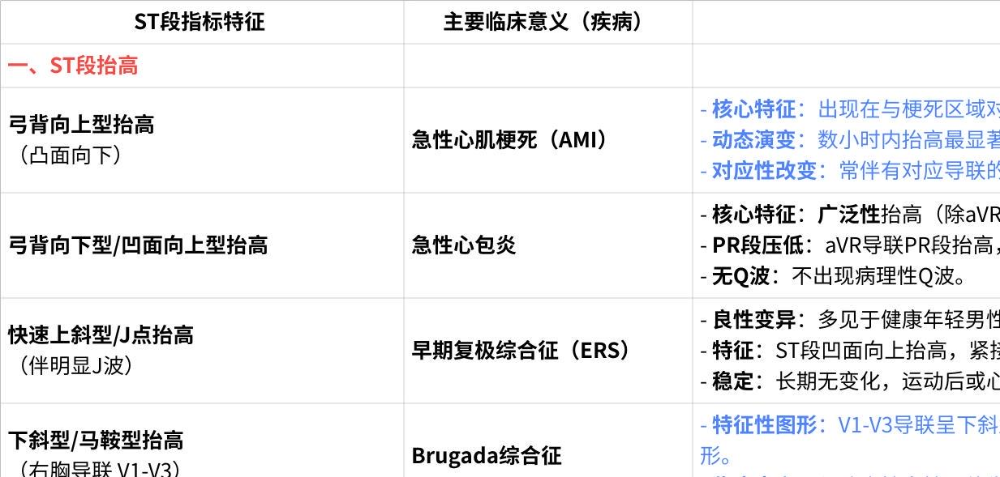 ST段指标特征
主要临床意义（疾病）
一、ST段抬高
弓背向上型抬高
（凸面向下）
急性心肌梗死（AMI）
- 核心特征：出现在与梗死区域对
- 动态演变：数小时内抬高最显著
- 对应性改变：常伴有对应导联的
弓背向下型/凹面向上型抬高
急性心包炎
- 核心特征：广泛性抬高（除aVR
- PR段压低：aVR导联PR段抬高，
- 无Q波：不出现病理性Q波。
快速上斜型/J点抬高
（伴明显J波）
早期复极综合征（ERS）
- 良性变异：多见于健康年轻男性
- 特征：ST段凹面向上抬高，紧接
- 稳定：长期无变化，运动后或心
下斜型/马鞍型抬高
（右胸导联 V1-V3）
Brugada综合征
- 特征性图形：V1-V3导联呈下斜
形。